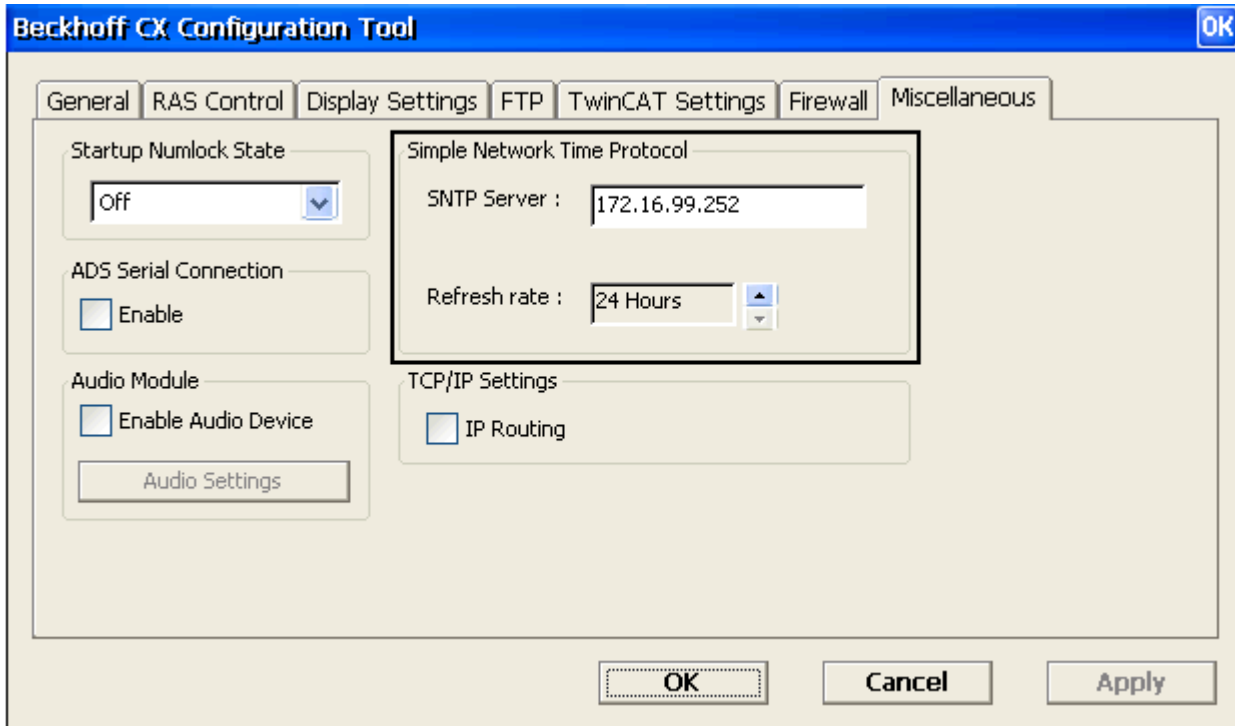 Beckhoff CX Configuration Tool
OK
General
RAS Control
Display Settings
FTP
TwinCAT Settings
Firewall
Miscellaneous
Startup Numlock State
Off
ADS Serial Connection
Enable
Audio Module
Enable Audio Device
Audio Settings
Simple Network Time Protocol
SNTP Server :
172.16.99.252
Refresh rate :
24 Hours
TCP/IP Settings
IP Routing
OK
Cancel
Apply